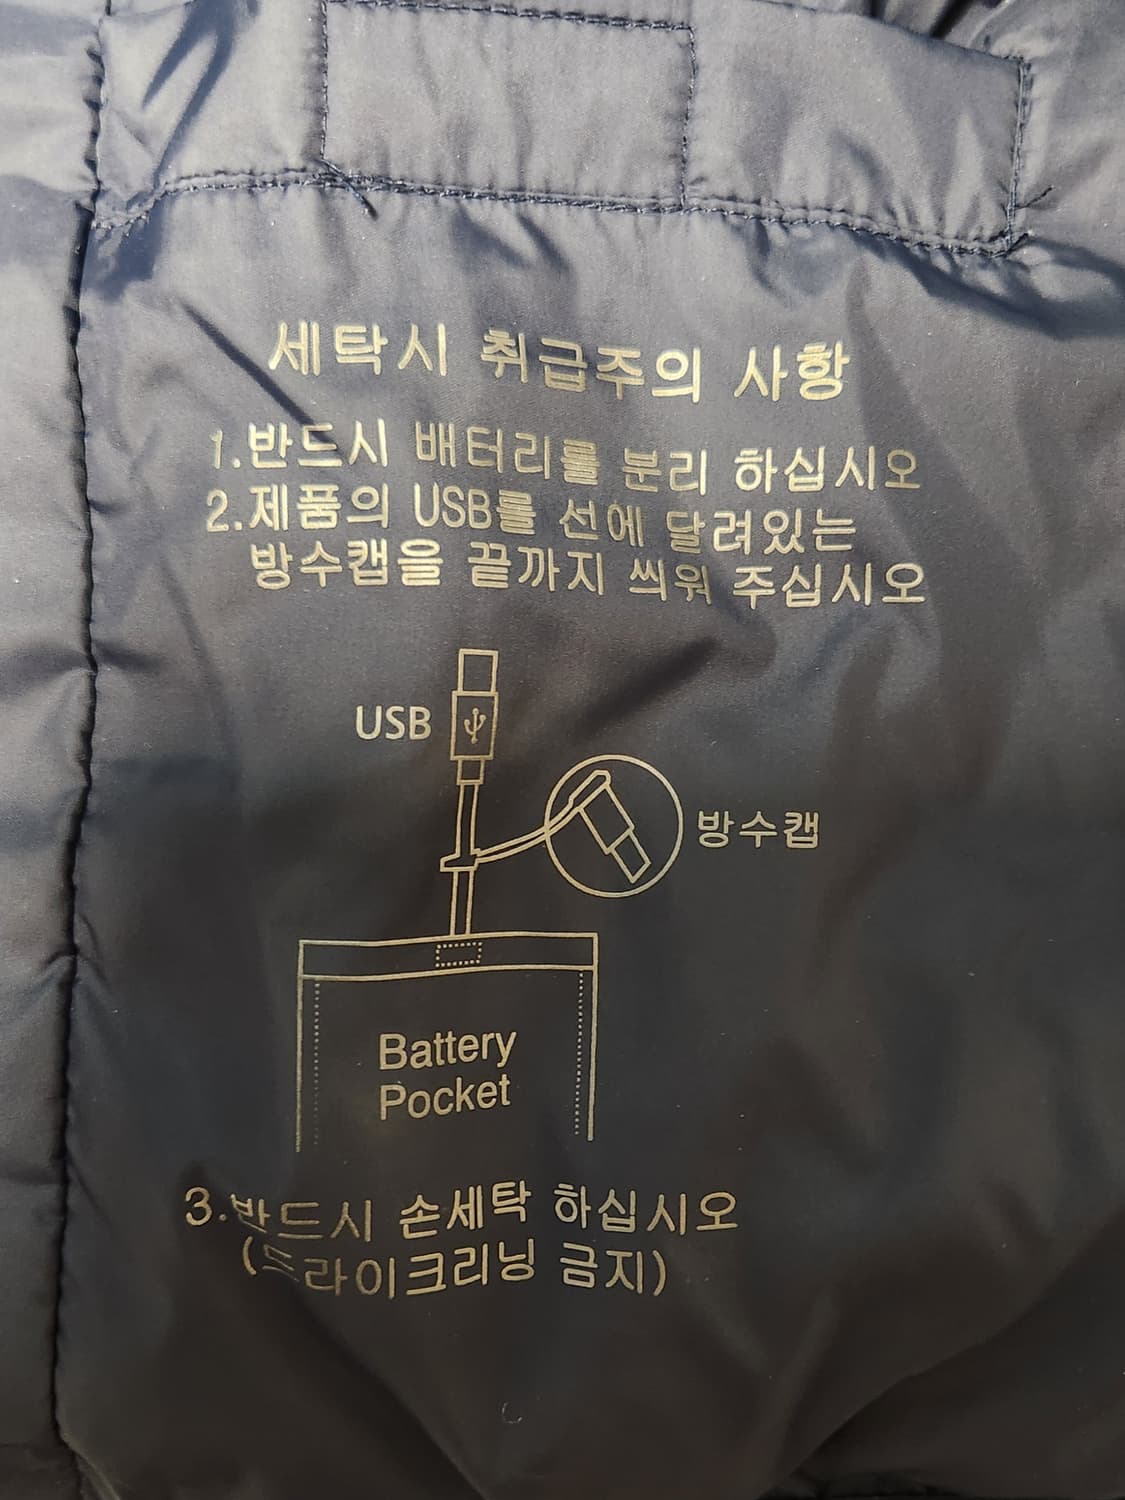 세탁시 취급주의 사항
1.반드시 배터리를 분리 하십시오
2.제품의 USB를 선에 달려있는
방수캡을 끝까지 씌워 주십시오
USB
방수캡
Battery
Pocket
3.반드시 손세탁 하십시오
(드라이크리닝 금지)